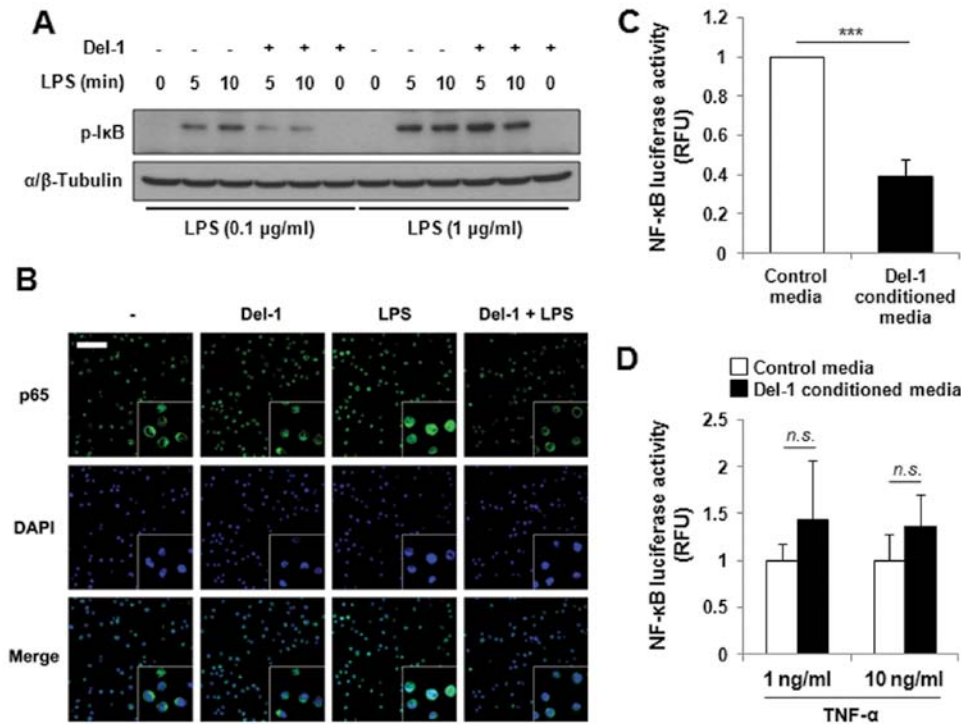 A
Del-1 - - - + + + - - - + + +
LPS (min) 0 5 10 5 10 0 0 5 10 5 10 0
p-IκB
α/β-Tubulin
LPS (0.1 μg/ml) LPS (1 μg/ml)
B
- Del-1 LPS Del-1 + LPS
p65
DAPI
Merge
C
NF-κB luciferase activity
(RFU)
1.2
1
0.8
0.6
0.4
0.2
0
***
Control
media
Del-1
conditioned
media
D
Control media
Del-1 conditioned media
NF-κB luciferase activity
(RFU)
2.5
2
1.5
1
0.5
0
n.s.
n.s.
1 ng/ml 10 ng/ml
TNF-α